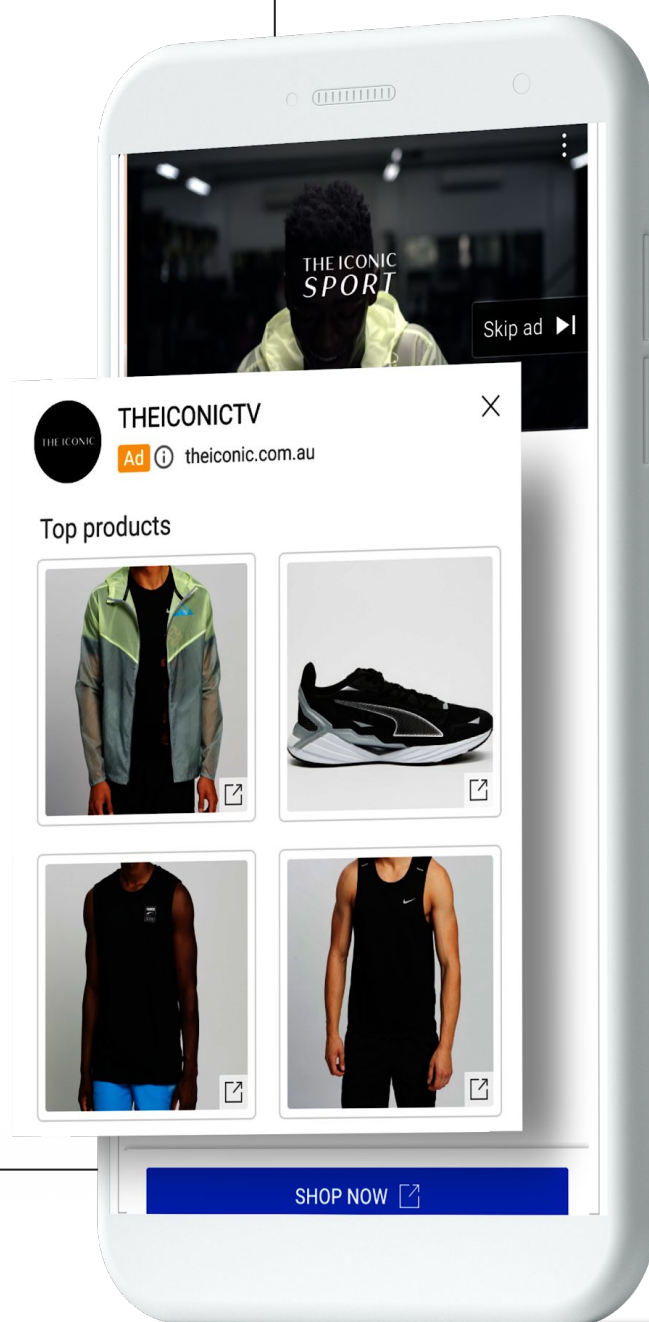 THE ICONIC
SPORT
Skip ad
THE ICONIC
THEICONICTV
Ad theiconic.com.au
Top products
SHOP NOW